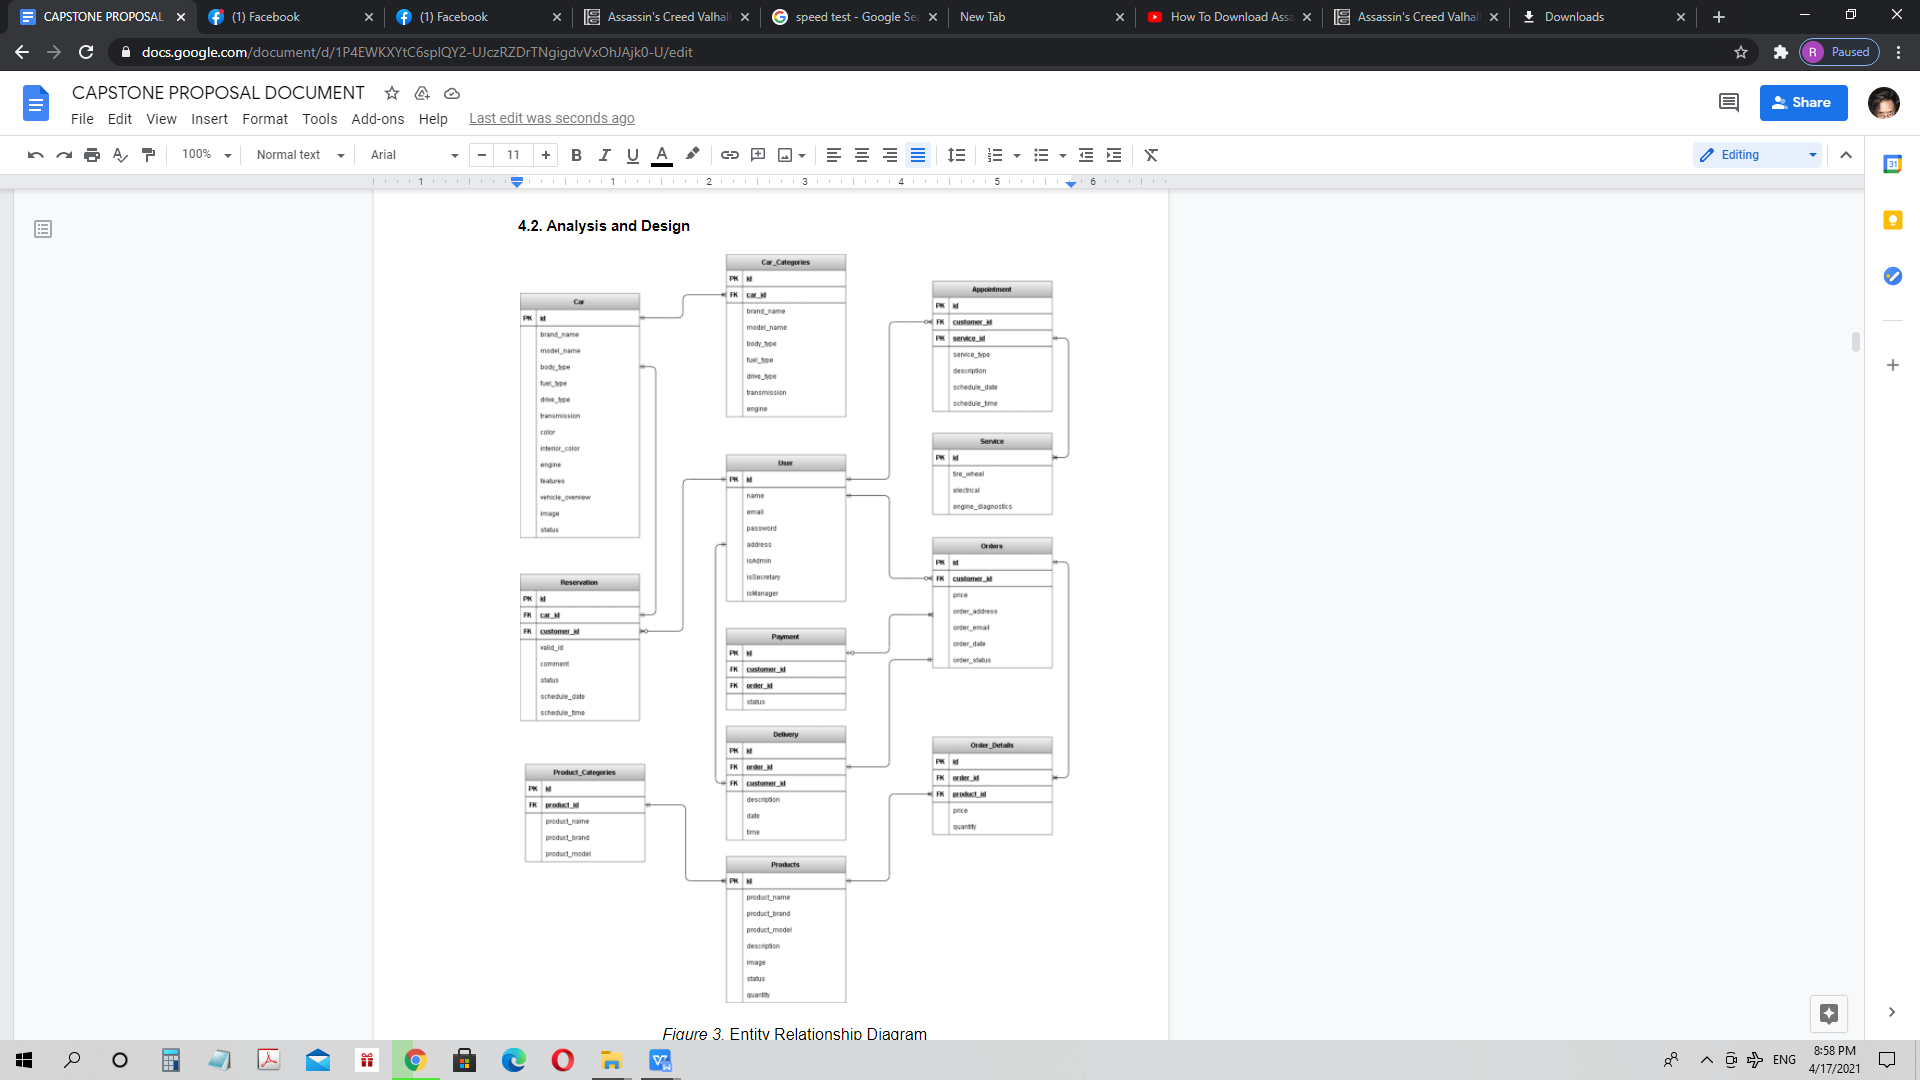 CAPSTONE PROPOSAL
(1) Facebook
(1) Facebook
Assassin's Creed Valhal
speed test - Google Se
New Tab
How To Download Assa
Assassin's Creed Valhal
Downloads
docs.google.com/document/d/1P4EWKXYtC6splQY2-UJczRZDrTNgigdvVxOhJAjk0-U/edit
R Paused
CAPSTONE PROPOSAL DOCUMENT
Share
File Edit View Insert Format Tools Add-ons Help Last edit was seconds ago
100% Normal text Arial 11 B I U A Editing
1 1 2 3 4 5 6
31
4.2. Analysis and Design
Car
PK id
brand_name
model_name
body_type
fuel_type
drive_type
transmission
color
interior_color
engine
features
vehicle_overview
image
status
Car_Categories
PK id
FK car_id
brand_name
model_name
body_type
fuel_type
drive_type
transmission
engine
Appointment
PK id
FK customer_id
PK service_id
service_type
description
schedule_date
schedule_time
Service
PK id
tire_wheel
electrical
engine_diagnostics
User
PK id
name
email
password
address
isAdmin
isSecretary
isManager
Orders
PK id
FK customer_id
price
order_address
order_email
order_date
order_status
Reservation
PK id
FK car_id
FK customer_id
valid_id
comment
status
schedule_date
schedule_time
Payment
PK id
FK customer_id
FK order_id
status
Delivery
PK id
FK order_id
FK customer_id
description
date
time
Order_Details
PK id
FK order_id
FK product_id
price
quantity
Product_Categories
PK id
FK product_id
product_name
product_brand
product_model
Products
PK id
product_name
product_brand
product_model
description
image
status
quantity
Figure 3. Entity Relationship Diagram
ENG
8:58 PM
4/17/2021